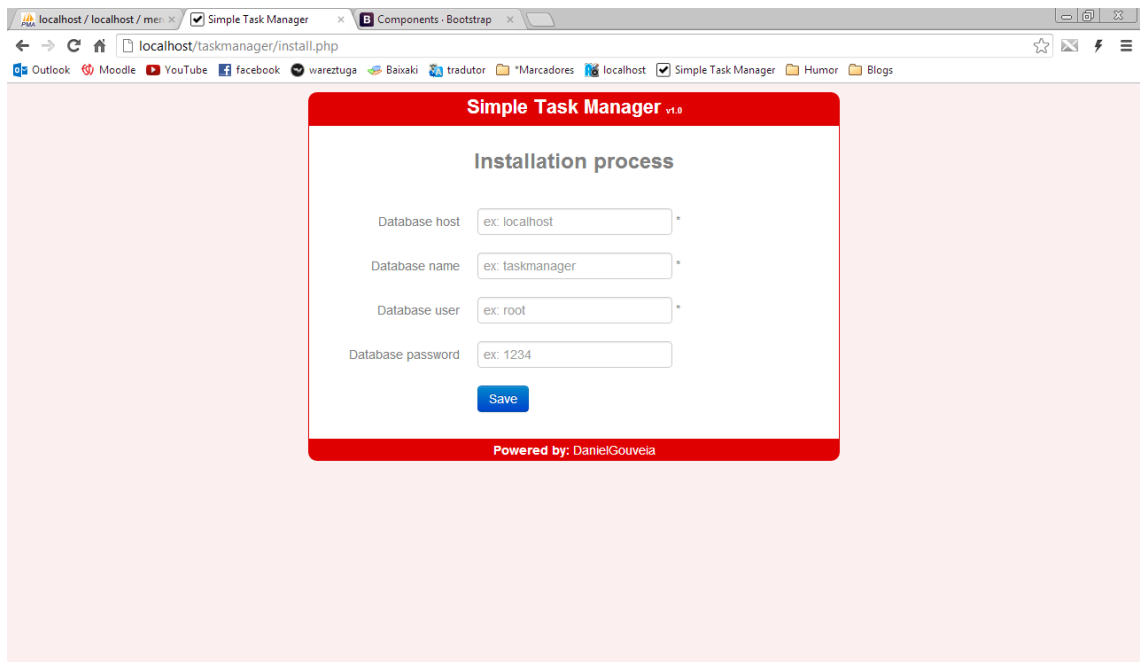 localhost / localhost / men
Simple Task Manager
Components · Bootstrap
localhost/taskmanager/install.php
Outlook Moodle YouTube facebook wareztuga Baixaki tradutor *Marcadores localhost Simple Task Manager Humor Blogs
Simple Task Manager v1.0
Installation process
Database host ex: localhost *
Database name ex: taskmanager *
Database user ex: root *
Database password ex: 1234
Save
Powered by: DanielGouveia